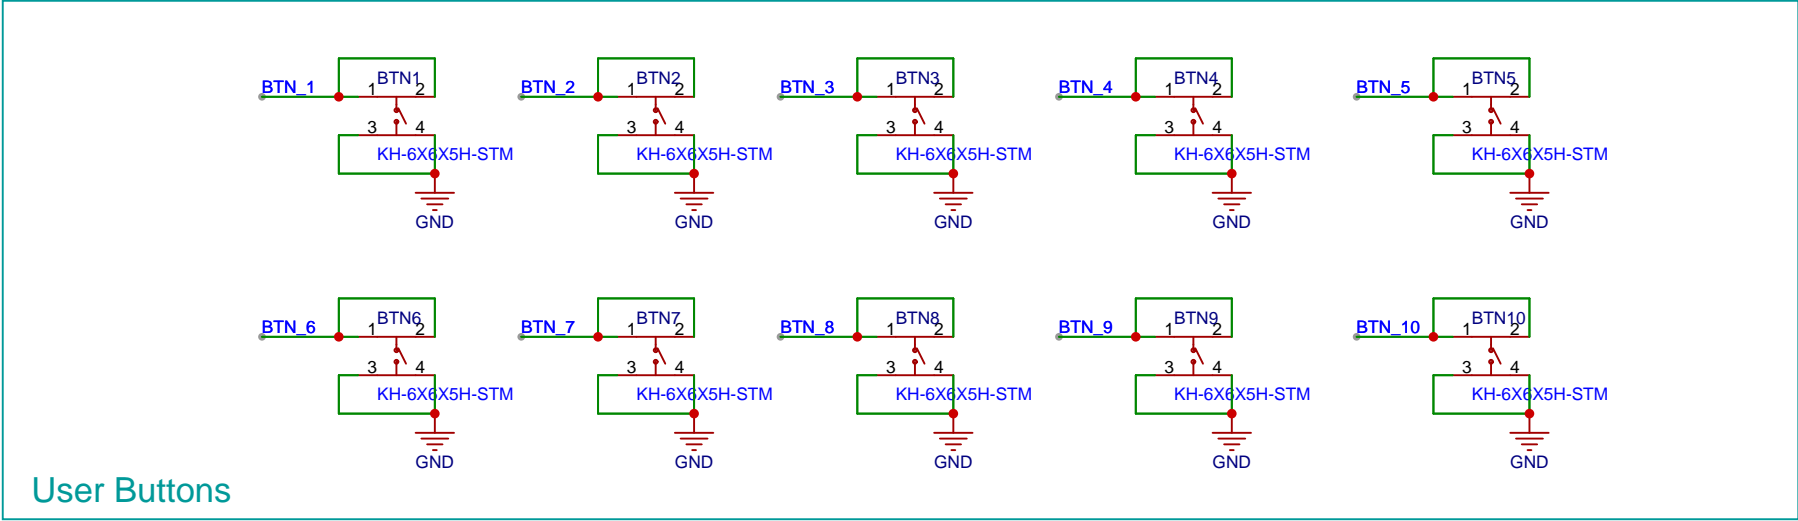 BTN_1 BTN1 1 2 3 4 KH-6X6X5H-STM GND
BTN_2 BTN2 1 2 3 4 KH-6X6X5H-STM GND
BTN_3 BTN3 1 2 3 4 KH-6X6X5H-STM GND
BTN_4 BTN4 1 2 3 4 KH-6X6X5H-STM GND
BTN_5 BTN5 1 2 3 4 KH-6X6X5H-STM GND
BTN_6 BTN6 1 2 3 4 KH-6X6X5H-STM GND
BTN_7 BTN7 1 2 3 4 KH-6X6X5H-STM GND
BTN_8 BTN8 1 2 3 4 KH-6X6X5H-STM GND
BTN_9 BTN9 1 2 3 4 KH-6X6X5H-STM GND
BTN_10 BTN10 1 2 3 4 KH-6X6X5H-STM GND
User Buttons